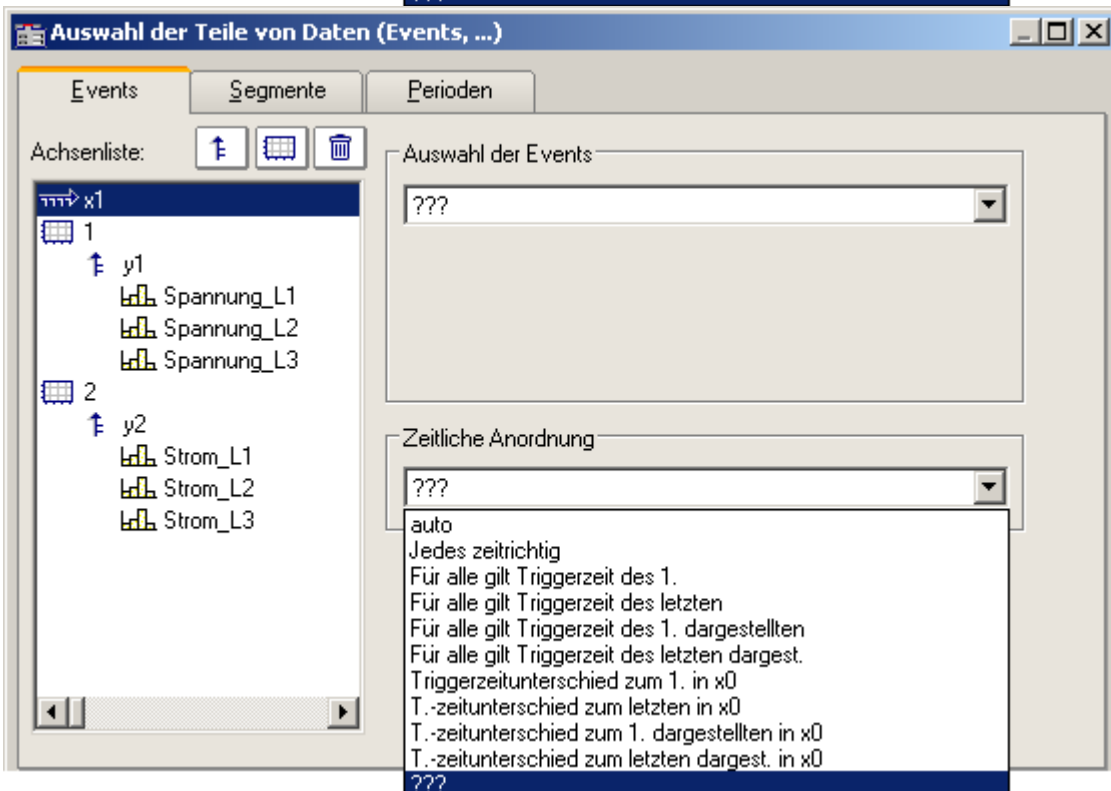 ???
Auswahl der Teile von Daten (Events, ...)
Events Segmente Perioden
Achsenliste:
x1
1
y1
Spannung_L1
Spannung_L2
Spannung_L3
2
y2
Strom_L1
Strom_L2
Strom_L3
Auswahl der Events
???
Zeitliche Anordnung
???
auto
Jedes zeitrichtig
Für alle gilt Triggerzeit des 1.
Für alle gilt Triggerzeit des letzten
Für alle gilt Triggerzeit des 1. dargestellten
Für alle gilt Triggerzeit des letzten dargest.
Triggerzeitunterschied zum 1. in x0
T.-zeitunterschied zum letzten in x0
T.-zeitunterschied zum 1. dargestellten in x0
T.-zeitunterschied zum letzten dargest. in x0
???